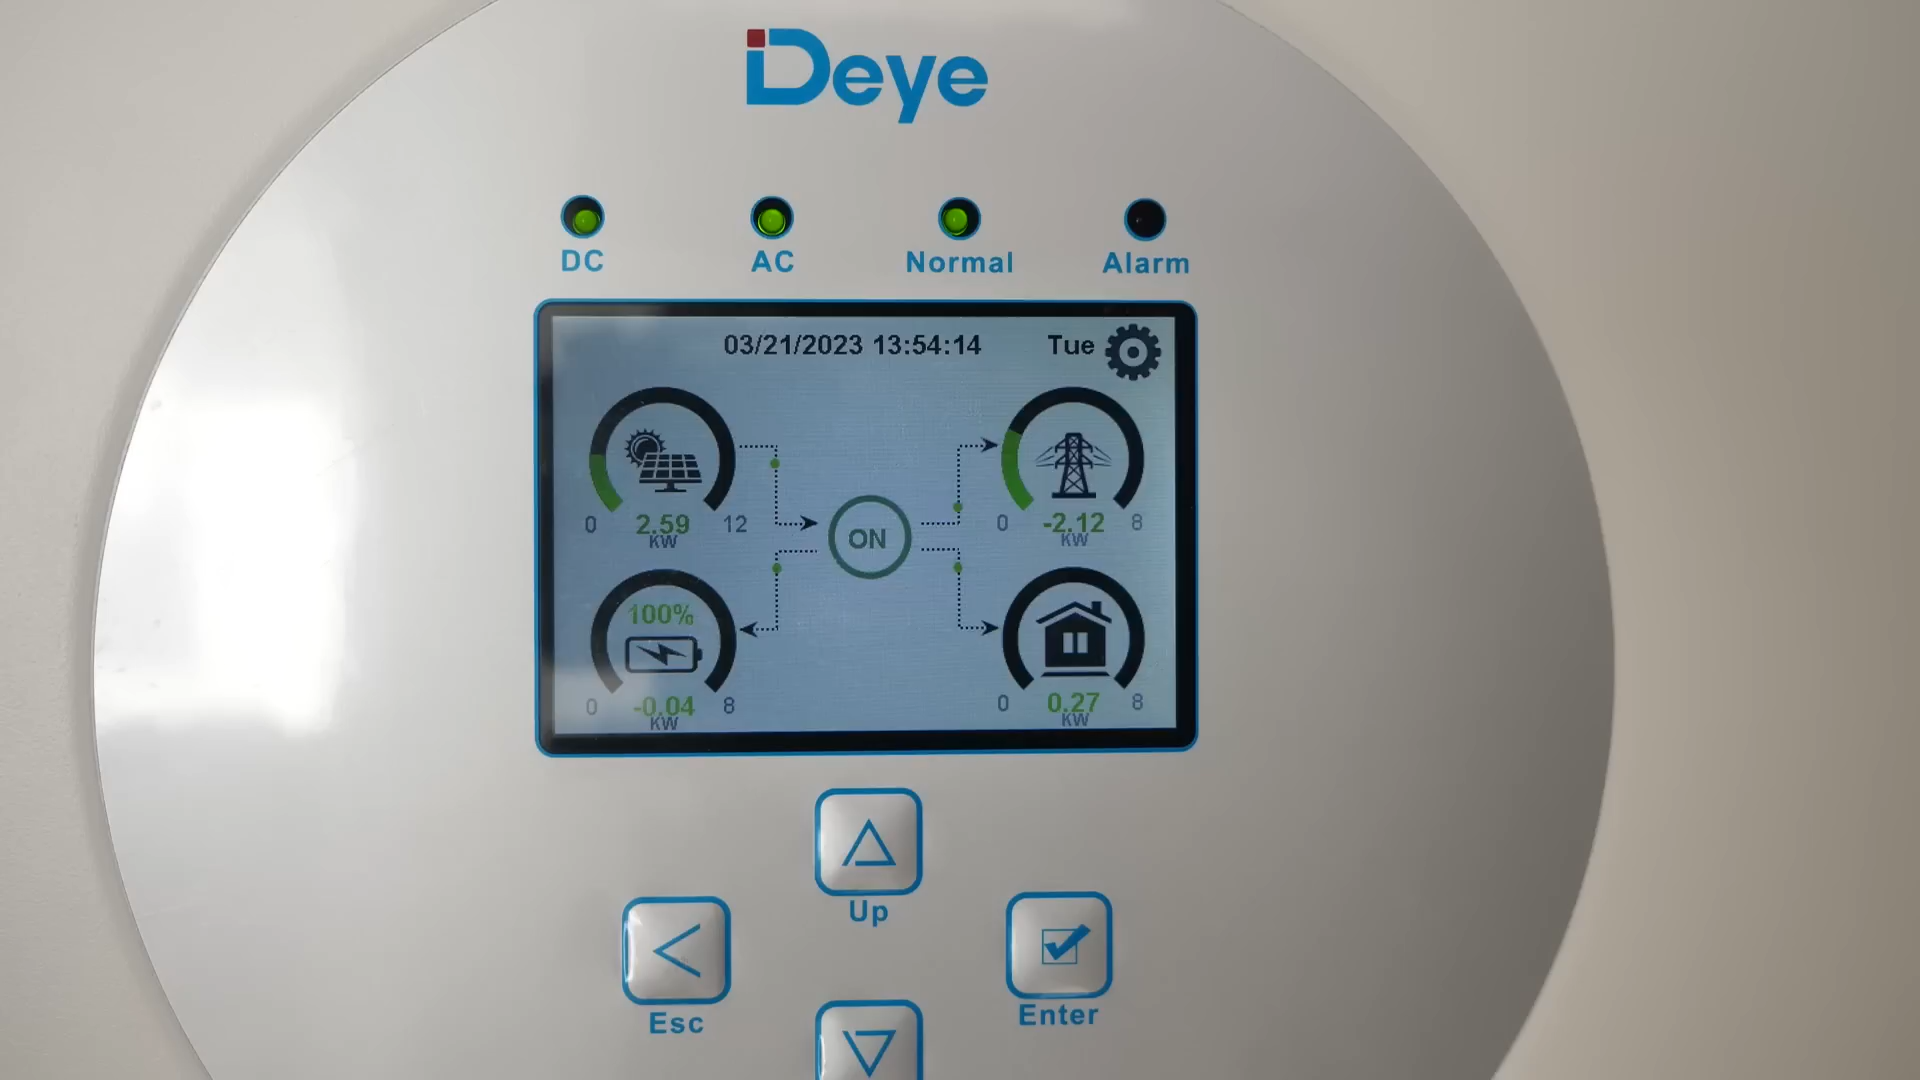 Deye
DC AC Normal Alarm
03/21/2023 13:54:14 Tue
0 2.59 12
KW
0 -2.12 8
KW
ON
100%
0 -0.04 8
KW
0 0.27 8
KW
Up
Esc
Enter